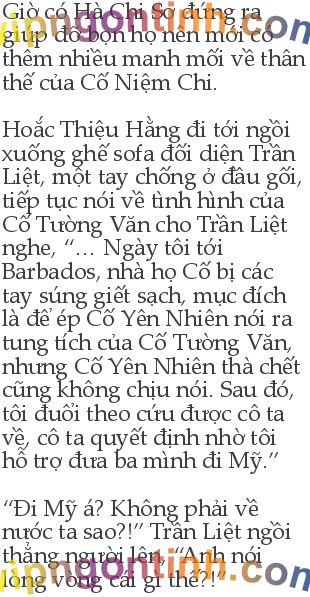 Giờ có Hà Chi Sơ đứng ra
giúp đỡ bọn họ nên mới có
thêm nhiều manh mối về thân
thế của Cố Niệm Chi.
Hoắc Thiệu Hằng đi tới ngồi
xuống ghế sofa đối diện Trần
Liệt, một tay chống ở đầu gối,
tiếp tục nói về tình hình của
Cố Tường Văn cho Trần Liệt
nghe, “… Ngày tôi tới
Barbados, nhà họ Cố bị các
tay súng giết sạch, mục đích
là để ép Cố Yên Nhiên nói ra
tung tích của Cố Tường Văn,
nhưng Cố Yên Nhiên thà chết
cũng không chịu nói. Sau đó,
tôi đuổi theo cứu được cô ta
về, cô ta quyết định nhờ tôi
hỗ trợ đưa ba mình đi Mỹ.”
“Đi Mỹ á? Không phải về
nước ta sao?!” Trần Liệt ngồi
thẳng người lên, “Anh nói
lòng vòng cái gì thế?!”
vipngontinh.com
vipngontinh.com